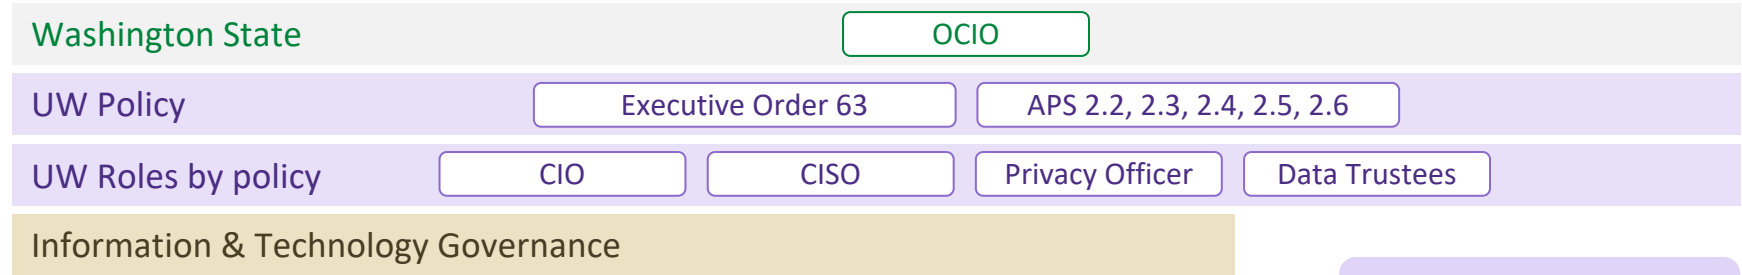 Washington State OCIO
UW Policy Executive Order 63 APS 2.2, 2.3, 2.4, 2.5, 2.6
UW Roles by policy CIO CISO Privacy Officer Data Trustees
Information & Technology Governance